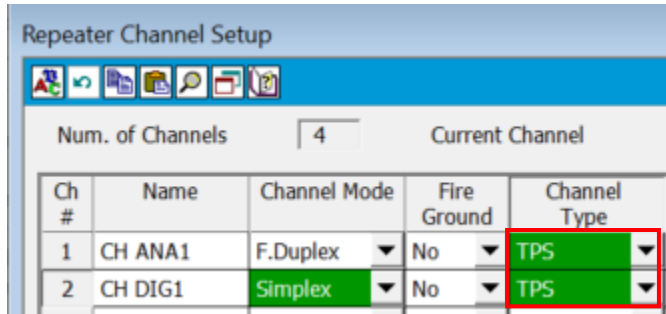 Repeater Channel Setup
Num. of Channels 4 Current Channel
Ch # Name Channel Mode Fire Ground Channel Type
1 CH ANA1 F.Duplex No TPS
2 CH DIG1 Simplex No TPS